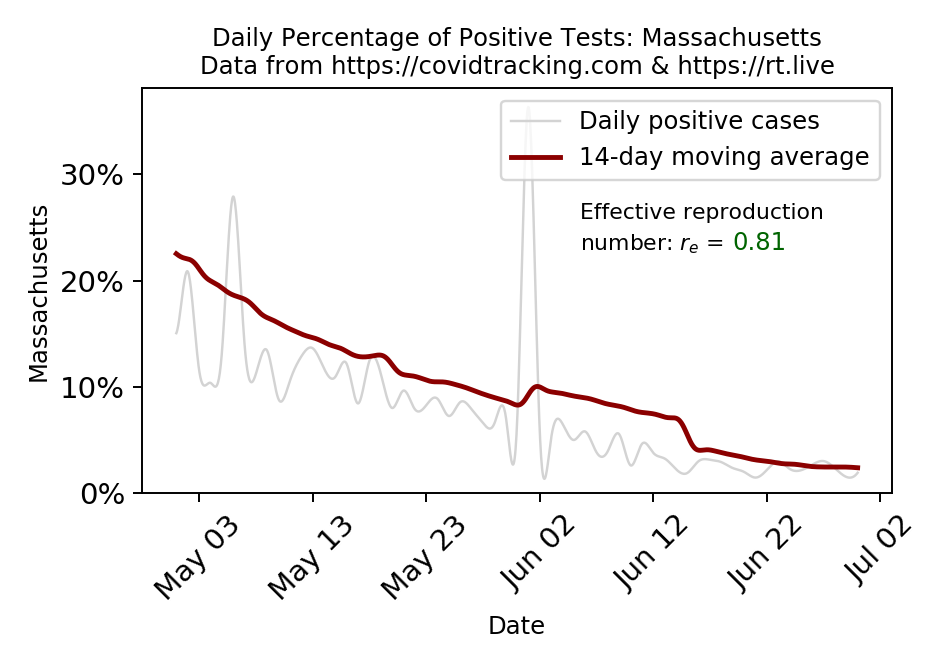 Daily Percentage of Positive Tests: Massachusetts
Data from https://covidtracking.com & https://rt.live
Daily positive cases
14-day moving average
Effective reproduction
number: rₑ = 0.81
Massachusetts
30%
20%
10%
0%
May 03
May 13
May 23
Jun 02
Jun 12
Jun 22
Jul 02
Date